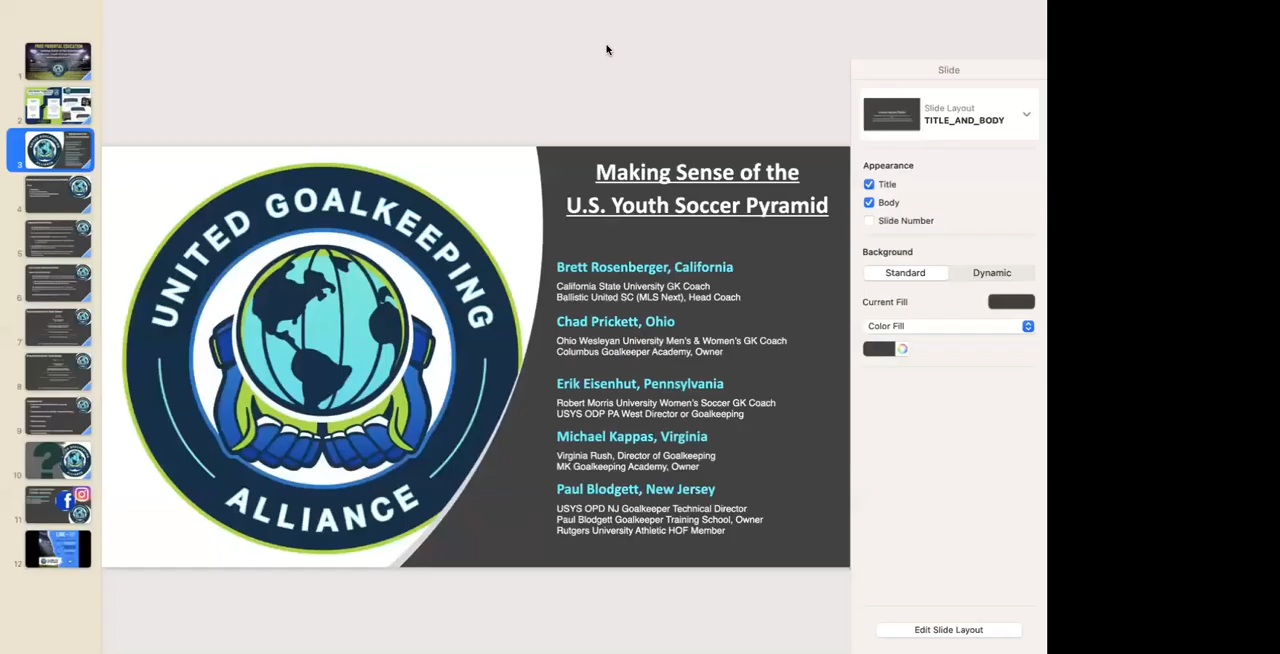 1
2
3
4
5
6
7
8
9
10
11
12
UNITED GOALKEEPING
ALLIANCE
Making Sense of the
U.S. Youth Soccer Pyramid
Brett Rosenberger, California
California State University GK Coach
Ballistic United SC (MLS Next), Head Coach
Chad Prickett, Ohio
Ohio Wesleyan University Men's & Women's GK Coach
Columbus Goalkeeper Academy, Owner
Erik Eisenhut, Pennsylvania
Robert Morris University Women's Soccer GK Coach
USYS ODP PA West Director or Goalkeeping
Michael Kappas, Virginia
Virginia Rush, Director of Goalkeeping
MK Goalkeeping Academy, Owner
Paul Blodgett, New Jersey
USYS OPD NJ Goalkeeper Technical Director
Paul Blodgett Goalkeeper Training School, Owner
Rutgers University Athletic HOF Member
Slide
Slide Layout
TITLE_AND_BODY
Appearance
Title
Body
Slide Number
Background
Standard
Dynamic
Current Fill
Color Fill
Edit Slide Layout